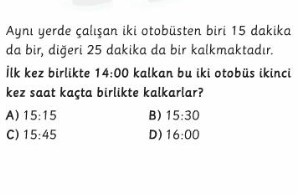 Aynı yerde çalışan iki otobüsten biri 15 dakika
da bir, diğeri 25 dakika da bir kalkmaktadır.
İlk kez birlikte 14:00 kalkan bu iki otobüs ikinci
kez saat kaçta birlikte kalkarlar?
A) 15:15 B) 15:30
C) 15:45 D) 16:00